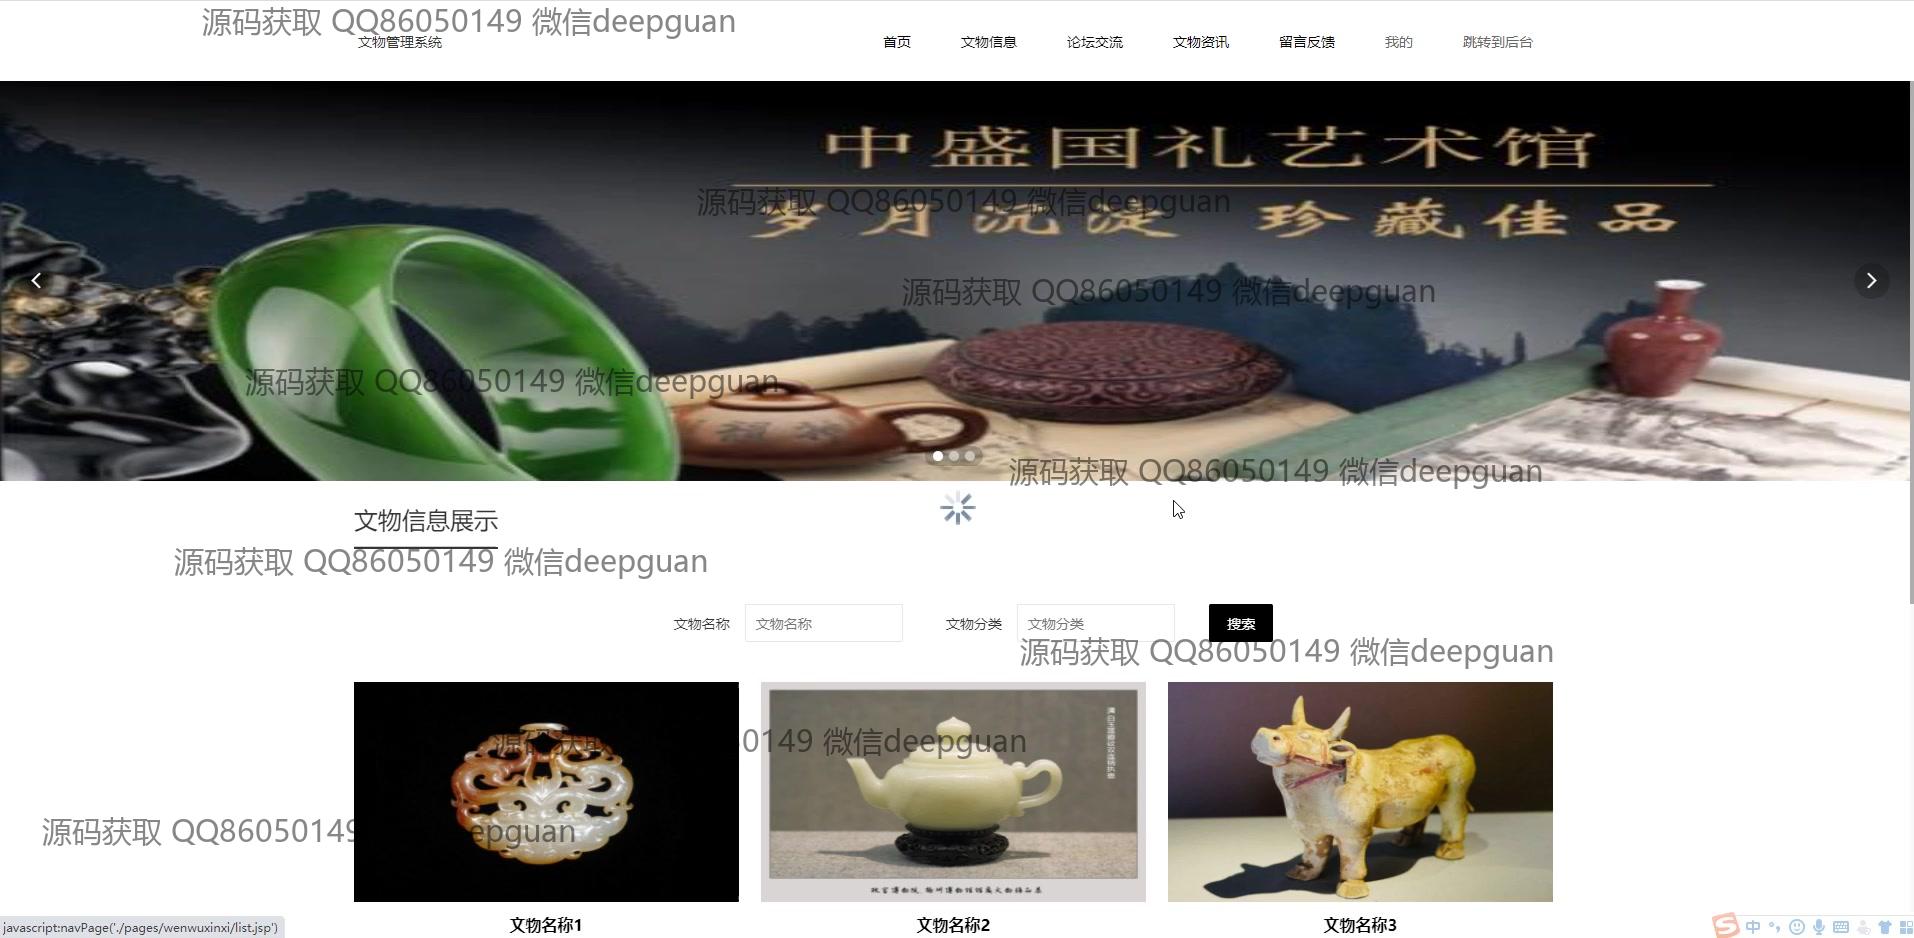 源码获取 QQ86050149 微信deepguan
文物管理系统
首页
文物信息
论坛交流
文物资讯
留言反馈
我的
跳转到后台
中盛国礼艺术馆
源码获取 QQ86050149 微信deepguan
岁月沉淀 珍藏佳品
源码获取 QQ86050149 微信deepguan
源码获取 QQ86050149 微信deepguan
源码获取 QQ86050149 微信deepguan
文物信息展示
源码获取 QQ86050149 微信deepguan
文物名称
文物名称
文物分类
文物分类
搜索
源码获取 QQ86050149 微信deepguan
源码获取 0149 微信deepguan
源码获取 QQ86050149 epguan
文物名称1
文物名称2
文物名称3
javascript:navPage('./pages/wenwuxinxi/list.jsp')
中